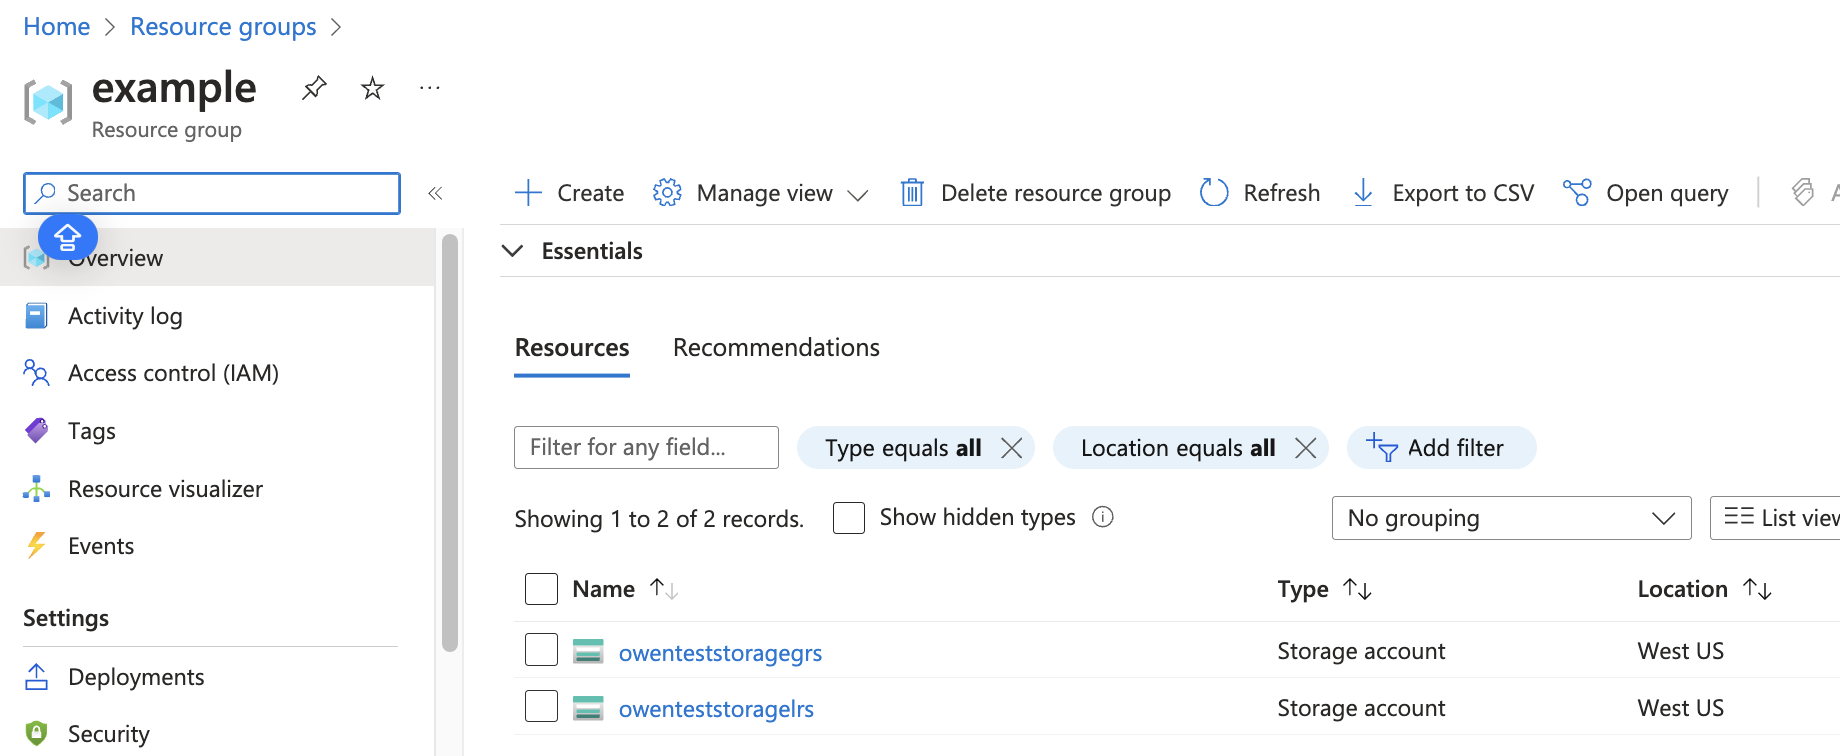 Home > Resource groups >
example
Resource group
Search
Overview
Activity log
Access control (IAM)
Tags
Resource visualizer
Events
Settings
Deployments
Security
Create Manage view Delete resource group Refresh Export to CSV Open query
Essentials
Resources Recommendations
Filter for any field... Type equals all Location equals all Add filter
Showing 1 to 2 of 2 records. Show hidden types No grouping List view
Name Type Location
owenteststoragegrs Storage account West US
owenteststoragelrs Storage account West US